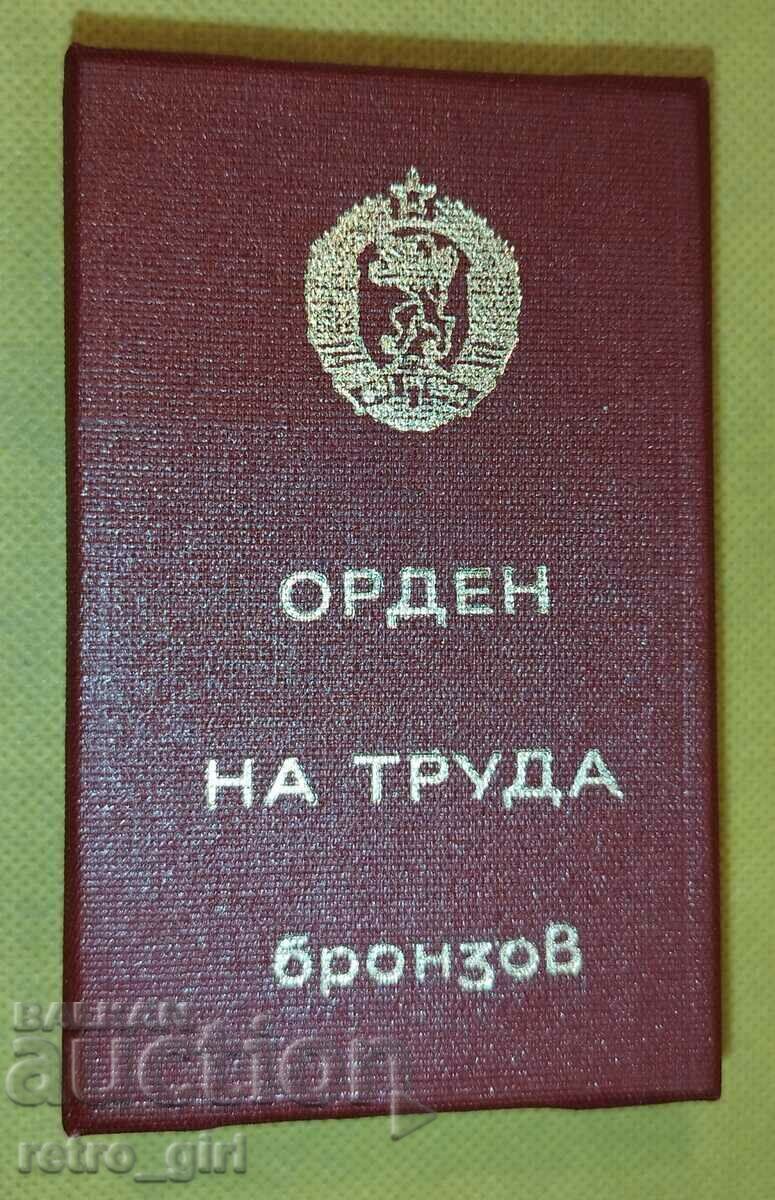 ОРДЕН
НА ТРУДА
бронзов
BALKAN
auction
retro_girl